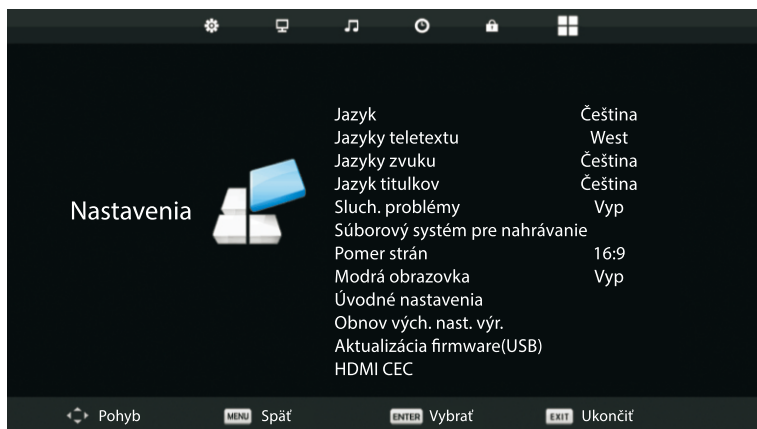 Nastavenia
Jazyk Čeština
Jazyky teletextu West
Jazyky zvuku Čeština
Jazyk titulkov Čeština
Sluch. problémy Vyp
Súborový systém pre nahrávanie
Pomer strán 16:9
Modrá obrazovka Vyp
Úvodné nastavenia
Obnov vých. nast. výr.
Aktualizácia firmware(USB)
HDMI CEC
Pohyb MENU Späť ENTER Vybrať EXIT Ukončiť